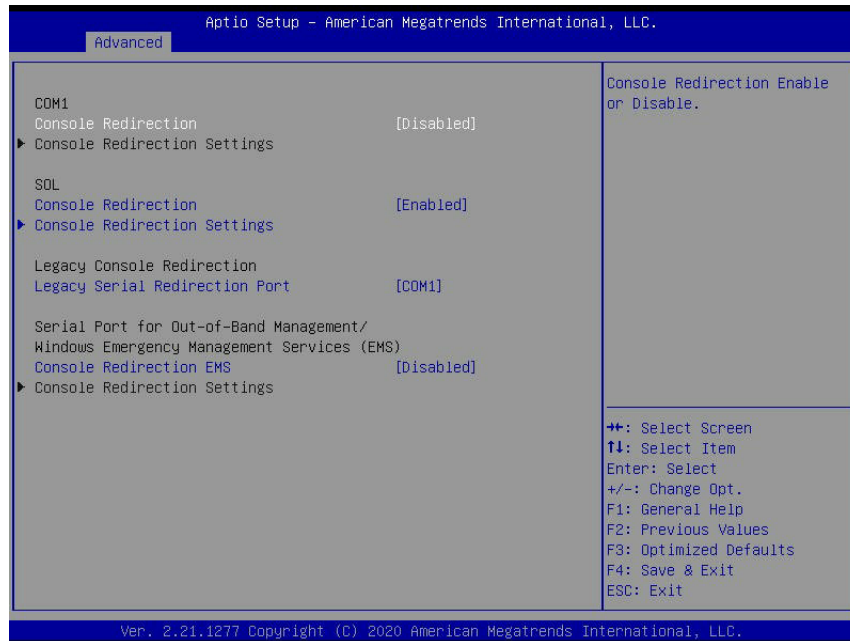 Aptio Setup – American Megatrends International, LLC.
Advanced
COM1
Console Redirection [Disabled]
Console Redirection Settings
SOL
Console Redirection [Enabled]
Console Redirection Settings
Legacy Console Redirection
Legacy Serial Redirection Port [COM1]
Serial Port for Out-of-Band Management/
Windows Emergency Management Services (EMS)
Console Redirection EMS [Disabled]
Console Redirection Settings
Console Redirection Enable
or Disable.
→←: Select Screen
↑↓: Select Item
Enter: Select
+/-: Change Opt.
F1: General Help
F2: Previous Values
F3: Optimized Defaults
F4: Save & Exit
ESC: Exit
Ver. 2.21.1277 Copyright (C) 2020 American Megatrends International, LLC.